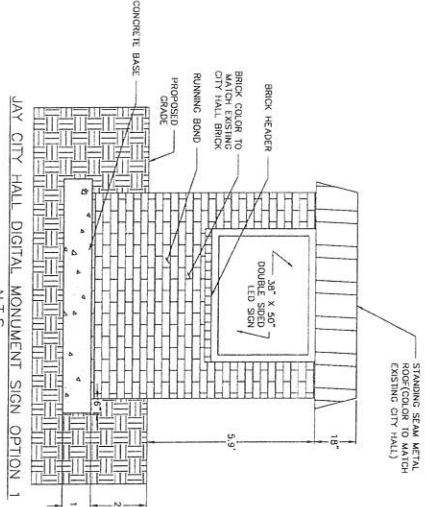 STANDING SEAM METAL
ROOF(COLOR TO MATCH
EXISTING CITY HALL)
18"
38" X 50"
DOUBLE SIDED
LED SIGN
5.9'
BRICK HEADER
BRICK COLOR TO
MATCH EXISTING
CITY HALL BRICK
RUNNING BOND
PROPOSED
GRADE
6"
2
1
CONCRETE BASE
JAY CITY HALL DIGITAL MONUMENT SIGN OPTION 1
N.T.S.